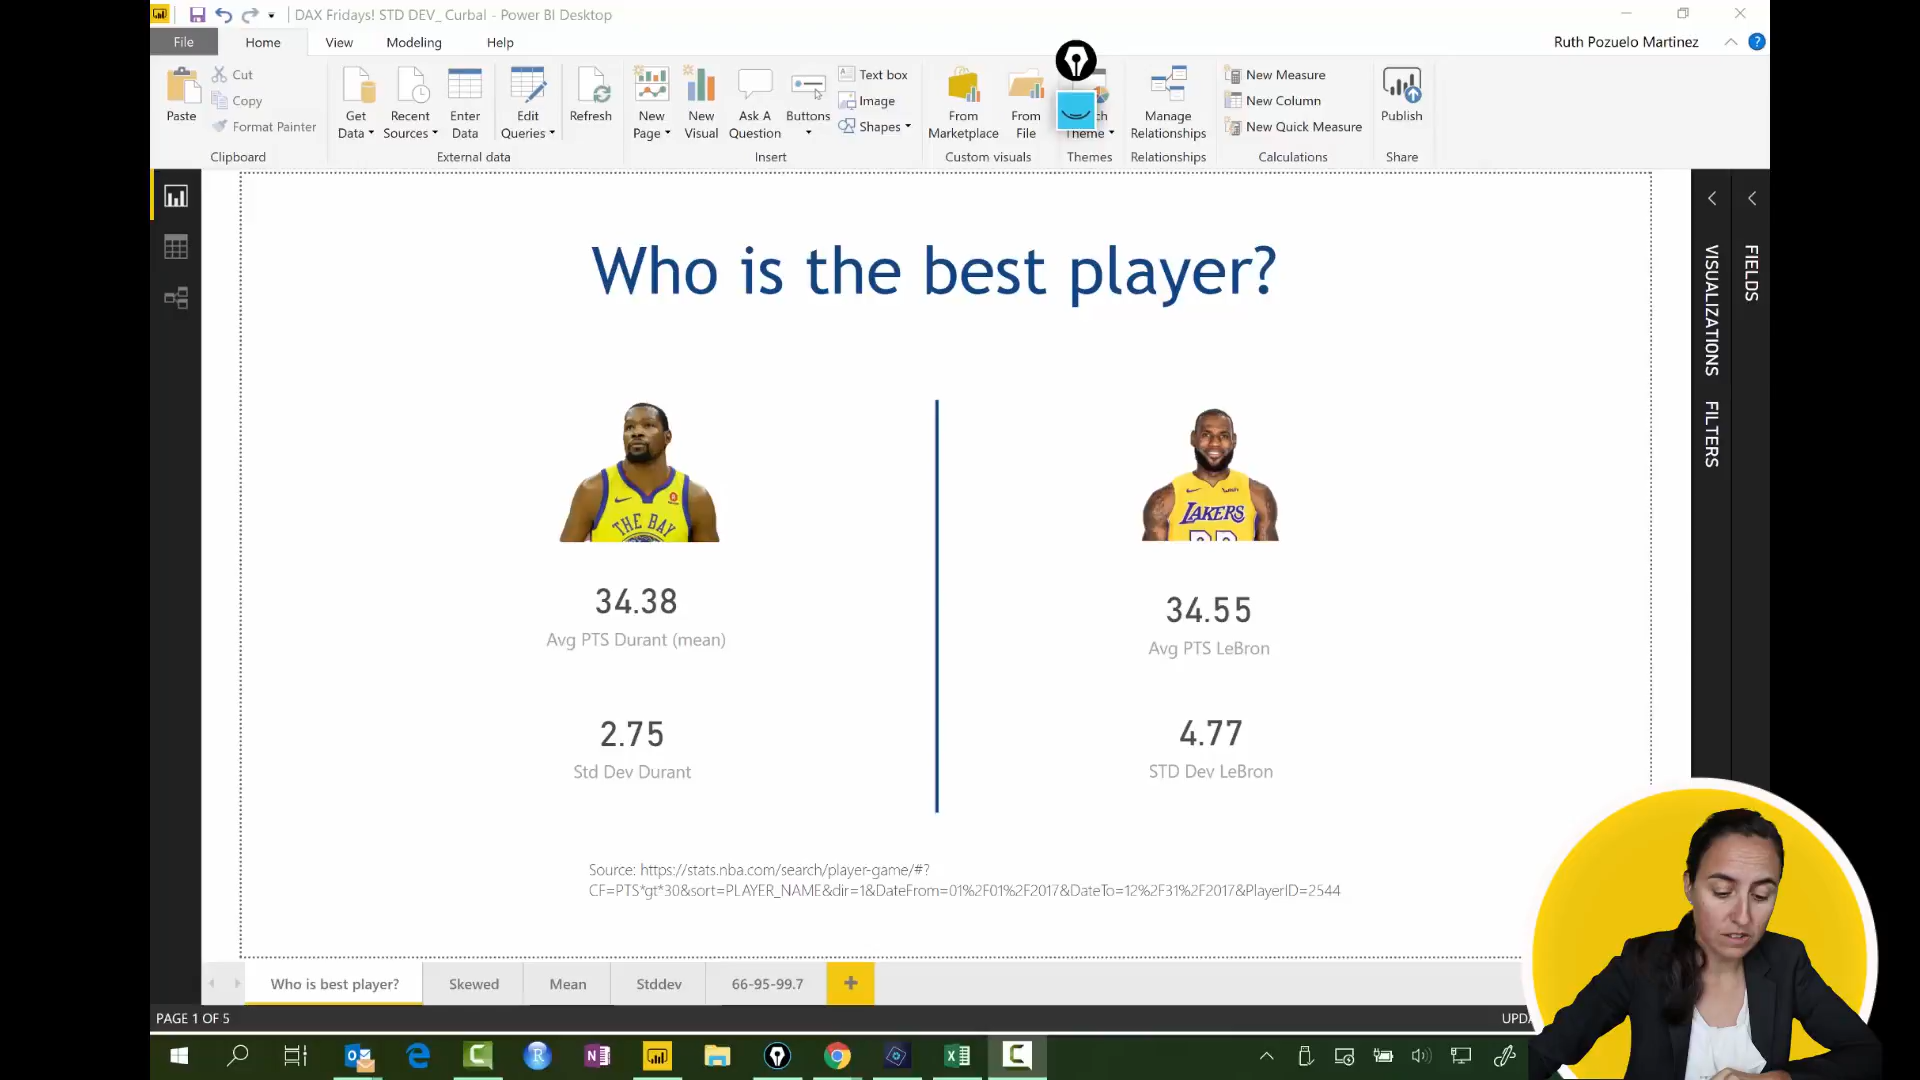 DAX Fridays! STD DEV_ Curbal - Power BI Desktop
File Home View Modeling Help
Ruth Pozuelo Martinez
?
Paste
Cut
Copy
Format Painter
Clipboard
Get Data
Recent Sources
Enter Data
Edit Queries
External data
Refresh
New Page
New Visual
Ask A Question
Buttons
Text box
Image
Shapes
Insert
From Marketplace
From File
Custom visuals
Theme
Themes
Manage Relationships
Relationships
New Measure
New Column
New Quick Measure
Calculations
Publish
Share
VISUALIZATIONS
FILTERS
FIELDS
Who is the best player?
THE BAY
LAKERS
34.38
Avg PTS Durant (mean)
2.75
Std Dev Durant
34.55
Avg PTS LeBron
4.77
STD Dev LeBron
Source: https://stats.nba.com/search/player-game/#?
CF=PTS*gt*30&sort=PLAYER_NAME&dir=1&DateFrom=01%2F01%2F2017&DateTo=12%2F31%2F2017&PlayerID=2544
Who is best player? Skewed Mean Stddev 66-95-99.7
PAGE 1 OF 5